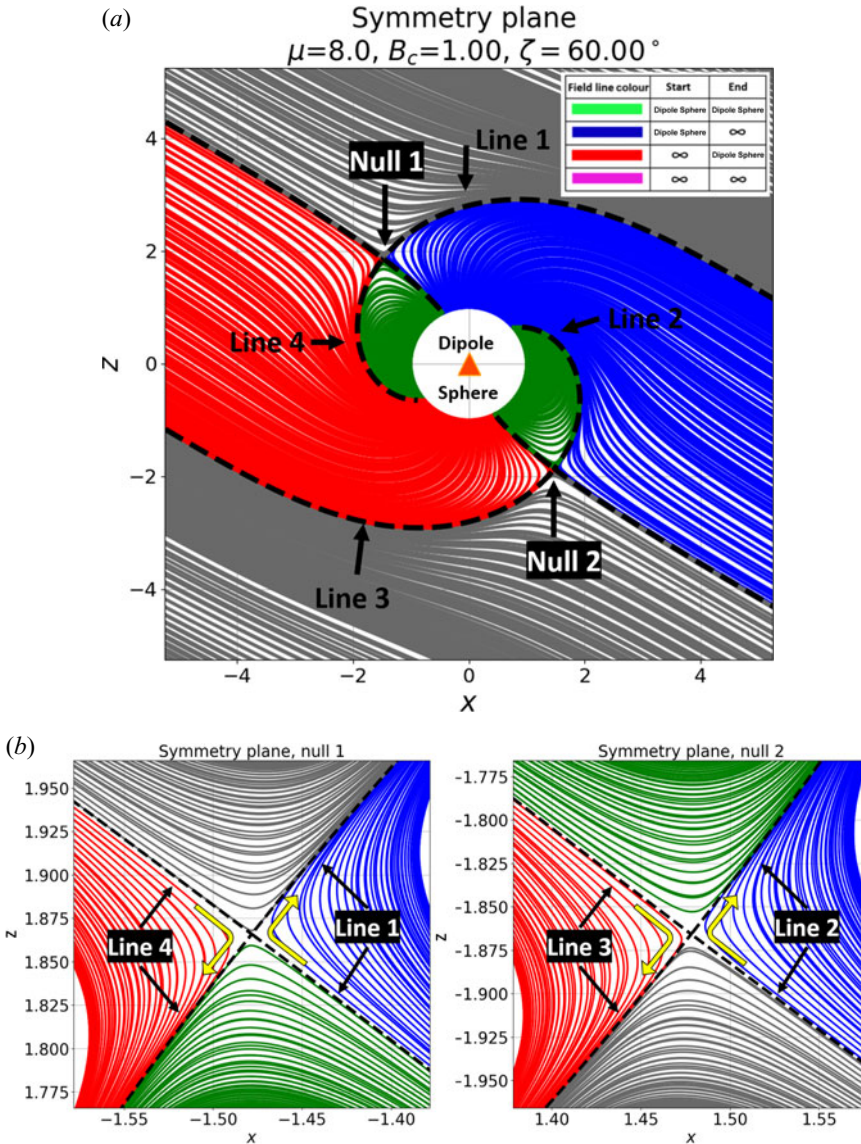 (a)
Symmetry plane
μ=8.0, B_c=1.00, ζ = 60.00°
Field line colour Start End
Dipole Sphere Dipole Sphere
Dipole Sphere ∞
∞ Dipole Sphere
∞ ∞
Line 1
Null 1
Line 2
Line 4
Dipole
Sphere
Line 3
Null 2
4
2
0
−2
−4
z
−4 −2 0 2 4
x
(b)
Symmetry plane, null 1
1.950
1.925
1.900
1.875
1.850
1.825
1.800
1.775
z
Line 4
Line 1
−1.55 −1.50 −1.45 −1.40
x
Symmetry plane, null 2
-1.775
-1.800
-1.825
-1.850
-1.875
-1.900
-1.925
-1.950
z
Line 3
Line 2
1.40 1.45 1.50 1.55
x